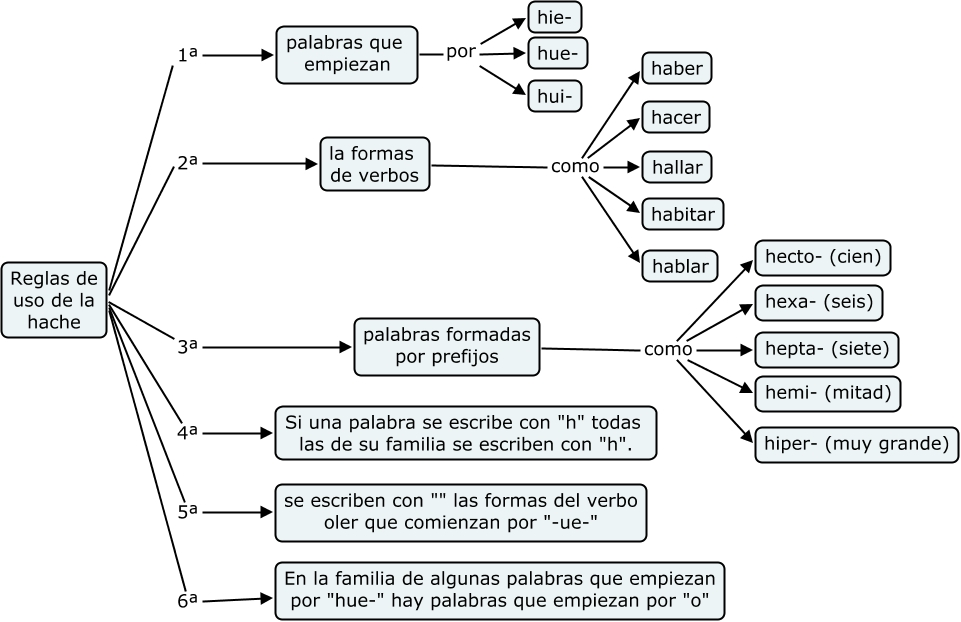 Reglas de
uso de la
hache
1ª
palabras que
empiezan
por
hie-
hue-
hui-
2ª
la formas
de verbos
como
haber
hacer
hallar
habitar
hablar
3ª
palabras formadas
por prefijos
como
hecto- (cien)
hexa- (seis)
hepta- (siete)
hemi- (mitad)
hiper- (muy grande)
4ª
Si una palabra se escribe con "h" todas
las de su familia se escriben con "h".
5ª
se escriben con "" las formas del verbo
oler que comienzan por "-ue-"
6ª
En la familia de algunas palabras que empiezan
por "hue-" hay palabras que empiezan por "o"